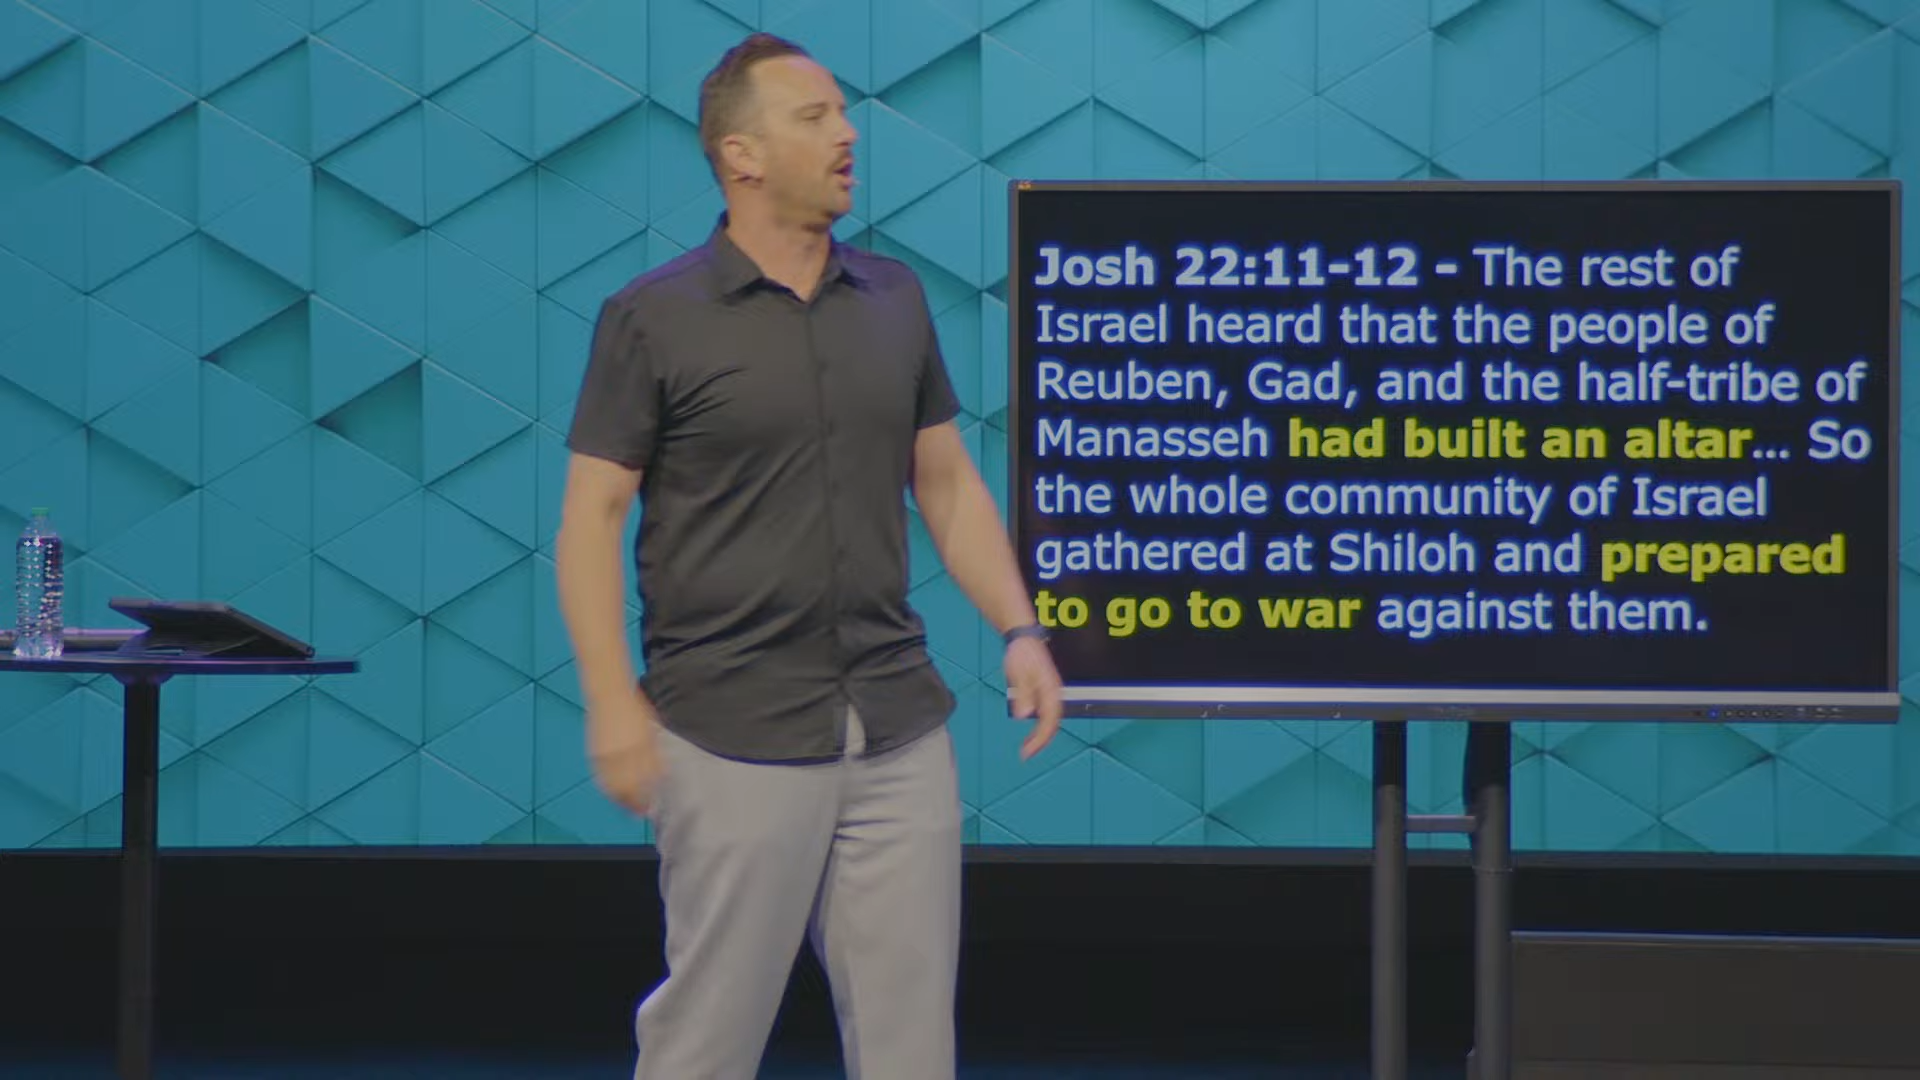 Josh 22:11-12 - The rest of
Israel heard that the people of
Reuben, Gad, and the half-tribe of
Manasseh had built an altar... So
the whole community of Israel
gathered at Shiloh and prepared
to go to war against them.